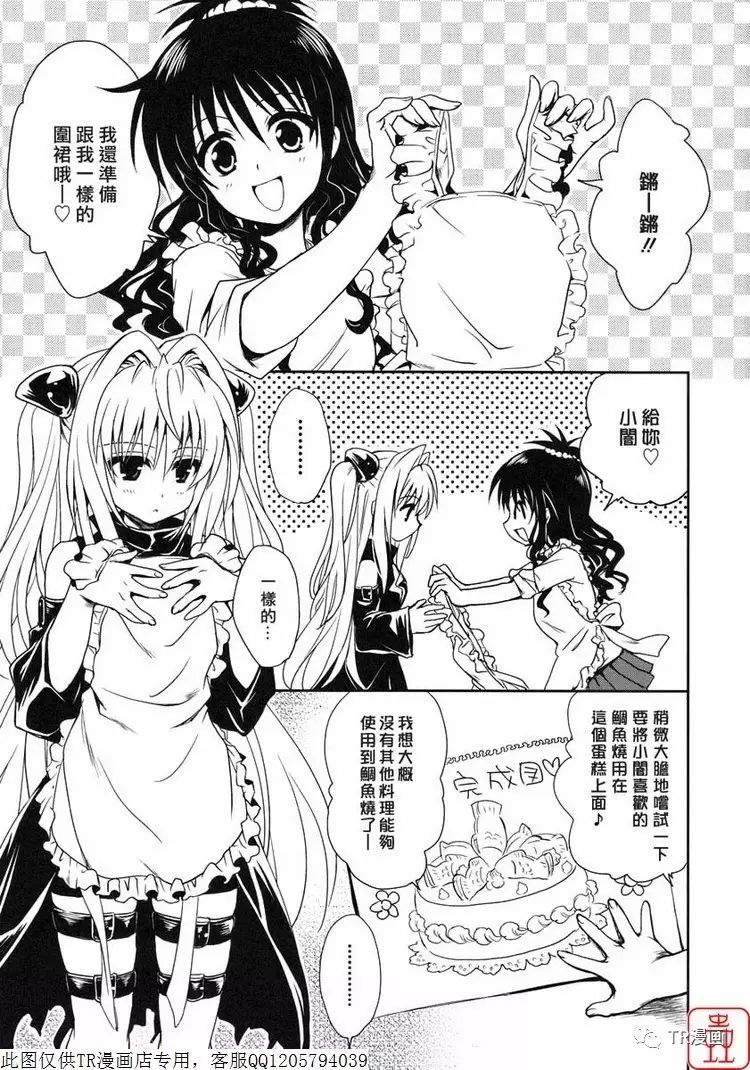 鏘—鏘!!
我還準備
跟我一樣的
圍裙哦—♡
給妳♡
小闇
………
一樣的…
稍微大膽地嚐試一下
要將小闇喜歡的
鯛魚燒用在
這個蛋糕上面♪
完成图♡
我想大概
沒有其他料理能夠
使用到鯛魚燒了—
………
TR漫画
此图仅供TR漫画店专用，客服QQ1205794039